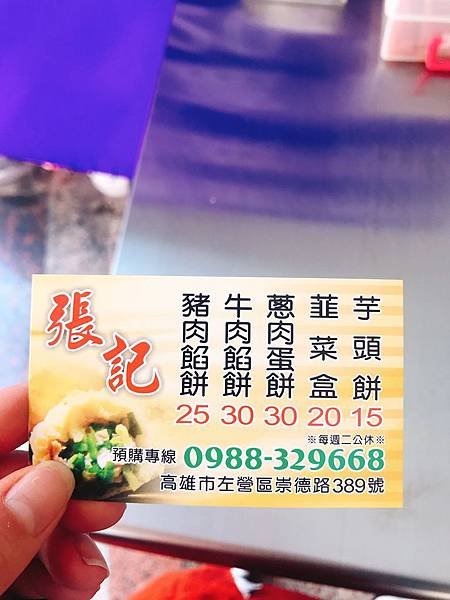 張記
豬肉餡餅 25
牛肉餡餅 30
蔥肉蛋餅 30
韮菜盒 20
芋頭餅 15
※每週二公休※
預購專線 0988-329668
高雄市左營區崇德路389號